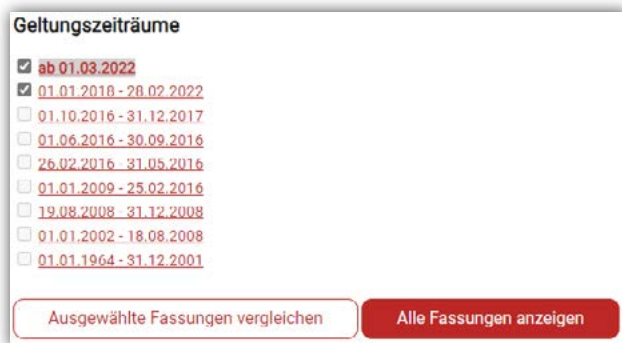 Geltungszeiträume
ab 01.03.2022
01.01.2018 - 28.02.2022
01.10.2016 - 31.12.2017
01.06.2016 - 30.09.2016
26.02.2016 - 31.05.2016
01.01.2009 - 25.02.2016
19.08.2008 - 31.12.2008
01.01.2002 - 18.08.2008
01.01.1964 - 31.12.2001
Ausgewählte Fassungen vergleichen
Alle Fassungen anzeigen